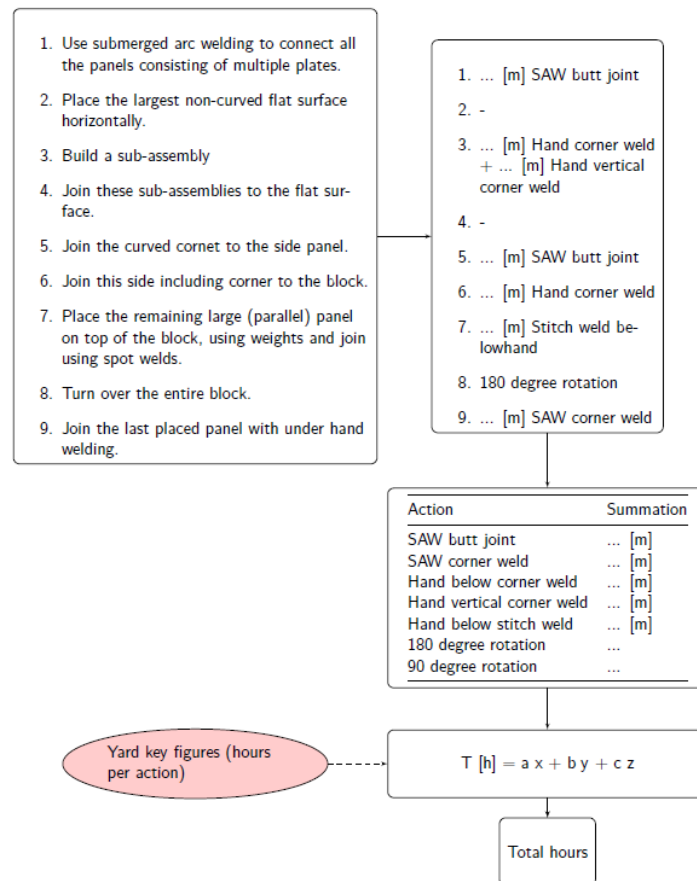 1. Use submerged arc welding to connect all
the panels consisting of multiple plates.
2. Place the largest non-curved flat surface
horizontally.
3. Build a sub-assembly
4. Join these sub-assemblies to the flat sur-
face.
5. Join the curved cornet to the side panel.
6. Join this side including corner to the block.
7. Place the remaining large (parallel) panel
on top of the block, using weights and join
using spot welds.
8. Turn over the entire block.
9. Join the last placed panel with under hand
welding.
1. ... [m] SAW butt joint
2. -
3. ... [m] Hand corner weld
+ ... [m] Hand vertical
corner weld
4. -
5. ... [m] SAW butt joint
6. ... [m] Hand corner weld
7. ... [m] Stitch weld be-
lowhand
8. 180 degree rotation
9. ... [m] SAW corner weld
Action Summation
SAW butt joint ... [m]
SAW corner weld ... [m]
Hand below corner weld ... [m]
Hand vertical corner weld ... [m]
Hand below stitch weld ... [m]
180 degree rotation ...
90 degree rotation ...
Yard key figures (hours
per action)
T [h] = a x + b y + c z
Total hours